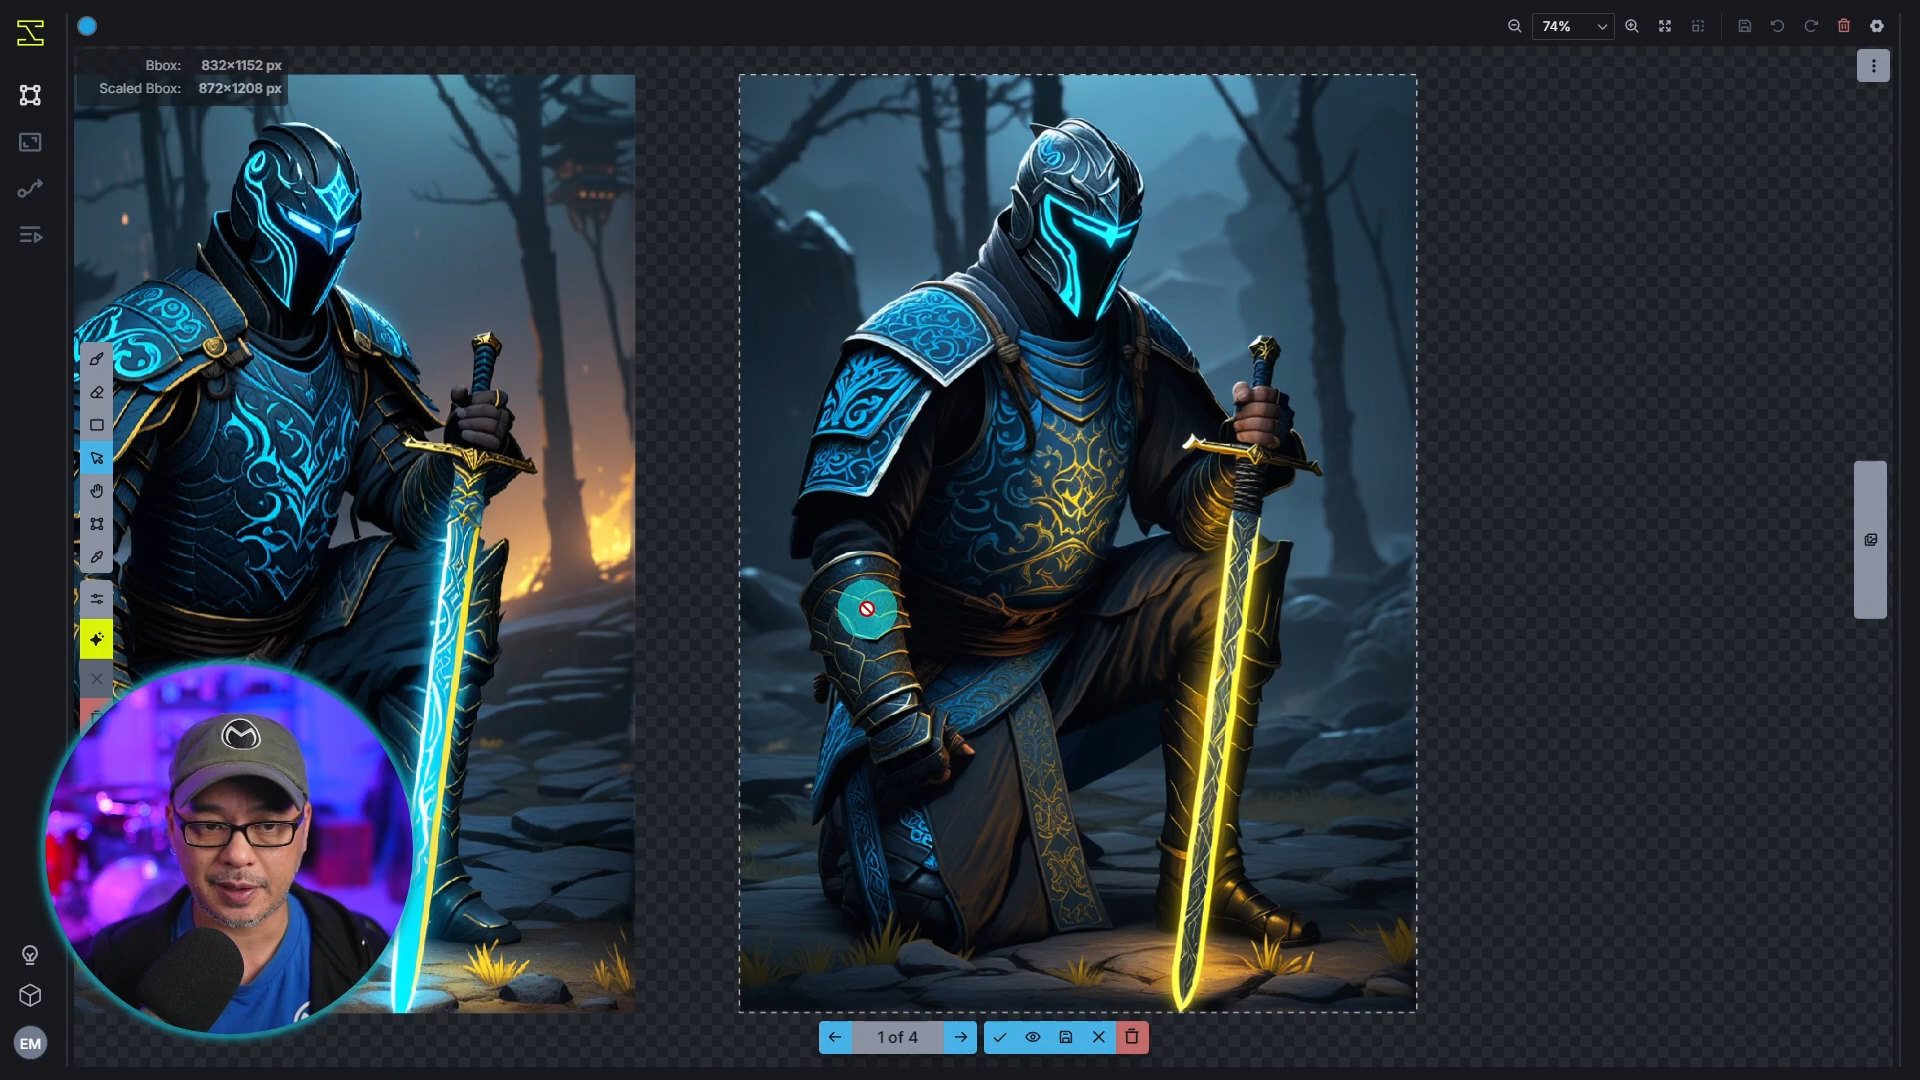 74%
Bbox: 832×1152 px
Scaled Bbox: 872×1208 px
1 of 4
EM